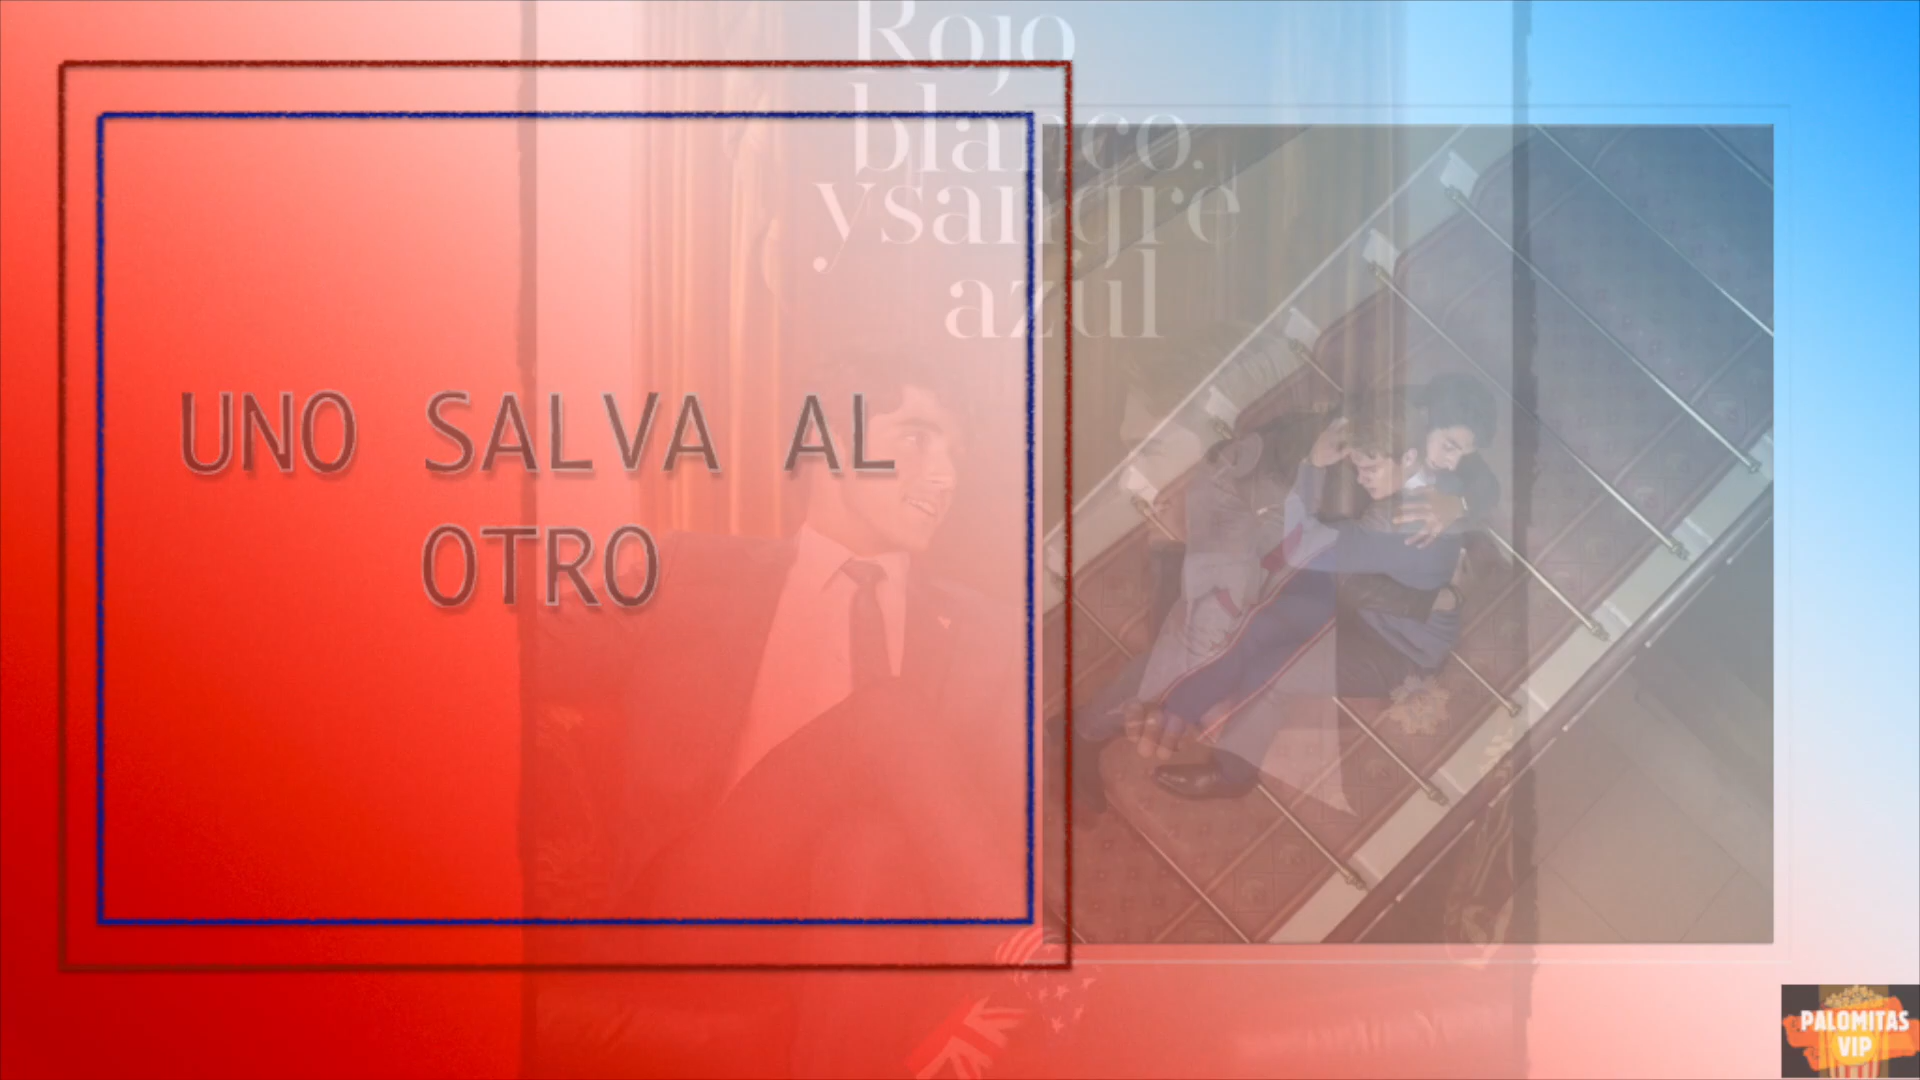 Rojo
blanco
y sangre
azul
UNO SALVA AL
OTRO
PALOMITAS
VIP